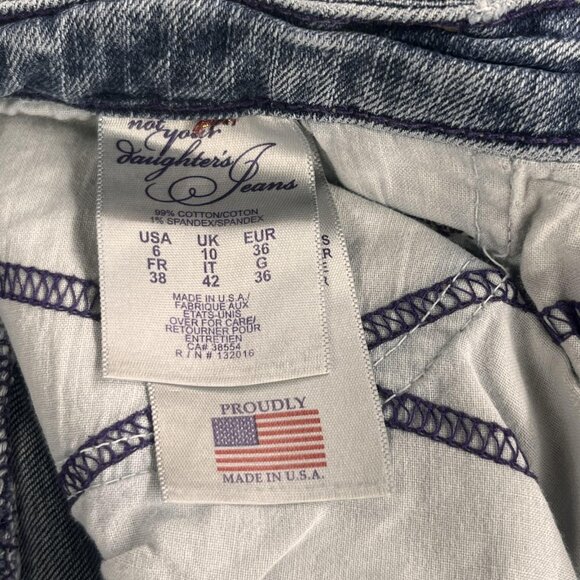 not your
daughter's
Jeans
99% COTTON/COTON
1% SPANDEX/SPANDEX
USA UK EUR
6 10 36
FR IT G
38 42 36
MADE IN U.S.A./
FABRIQUE AUX
ETATS-UNIS
OVER FOR CARE/
RETOURNER POUR
ENTRETIEN
CA# 38554
R / N # 132016
PROUDLY
MADE IN U.S.A.